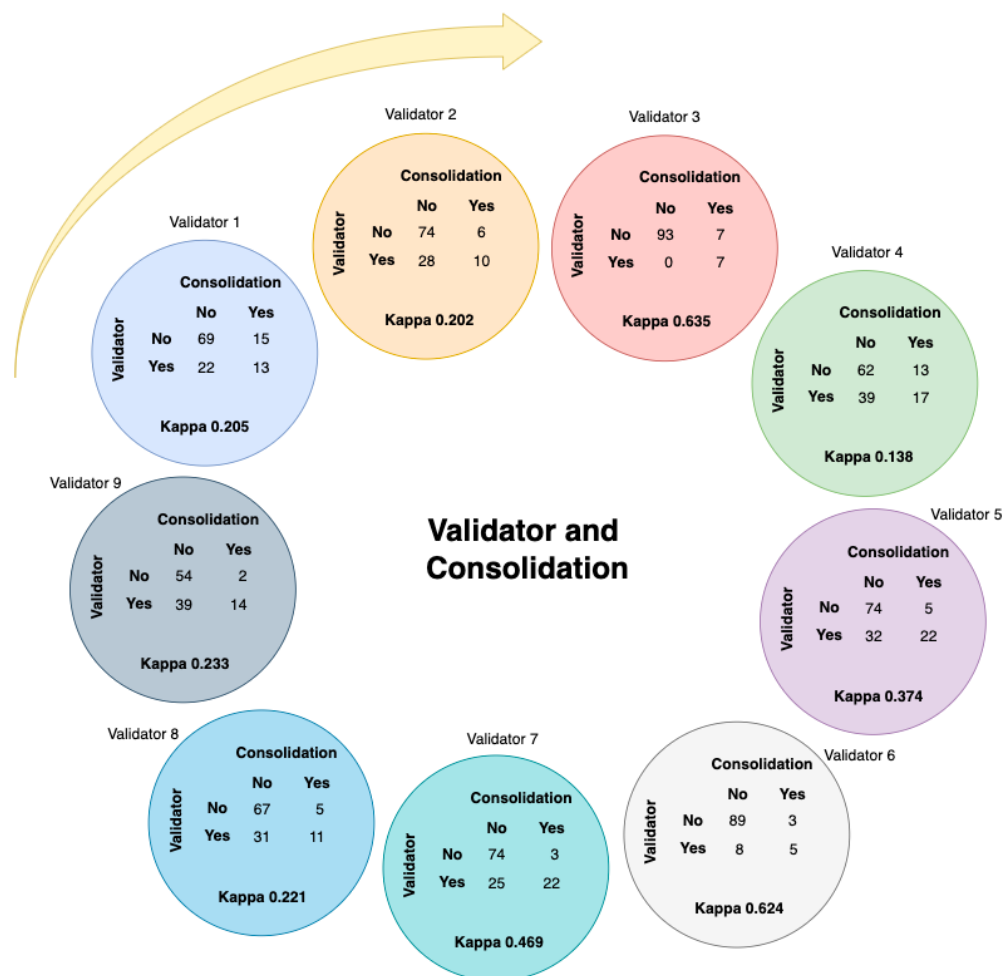 Validator 1
Consolidation
No Yes
Validator
No 69 15
Yes 22 13
Kappa 0.205
Validator 2
Consolidation
No Yes
Validator
No 74 6
Yes 28 10
Kappa 0.202
Validator 3
Consolidation
No Yes
Validator
No 93 7
Yes 0 7
Kappa 0.635
Validator 4
Consolidation
No Yes
Validator
No 62 13
Yes 39 17
Kappa 0.138
Validator 5
Consolidation
No Yes
Validator
No 74 5
Yes 32 22
Kappa 0.374
Validator 6
Consolidation
No Yes
Validator
No 89 3
Yes 8 5
Kappa 0.624
Validator 7
Consolidation
No Yes
Validator
No 74 3
Yes 25 22
Kappa 0.469
Validator 8
Consolidation
No Yes
Validator
No 67 5
Yes 31 11
Kappa 0.221
Validator 9
Consolidation
No Yes
Validator
No 54 2
Yes 39 14
Kappa 0.233
Validator and
Consolidation